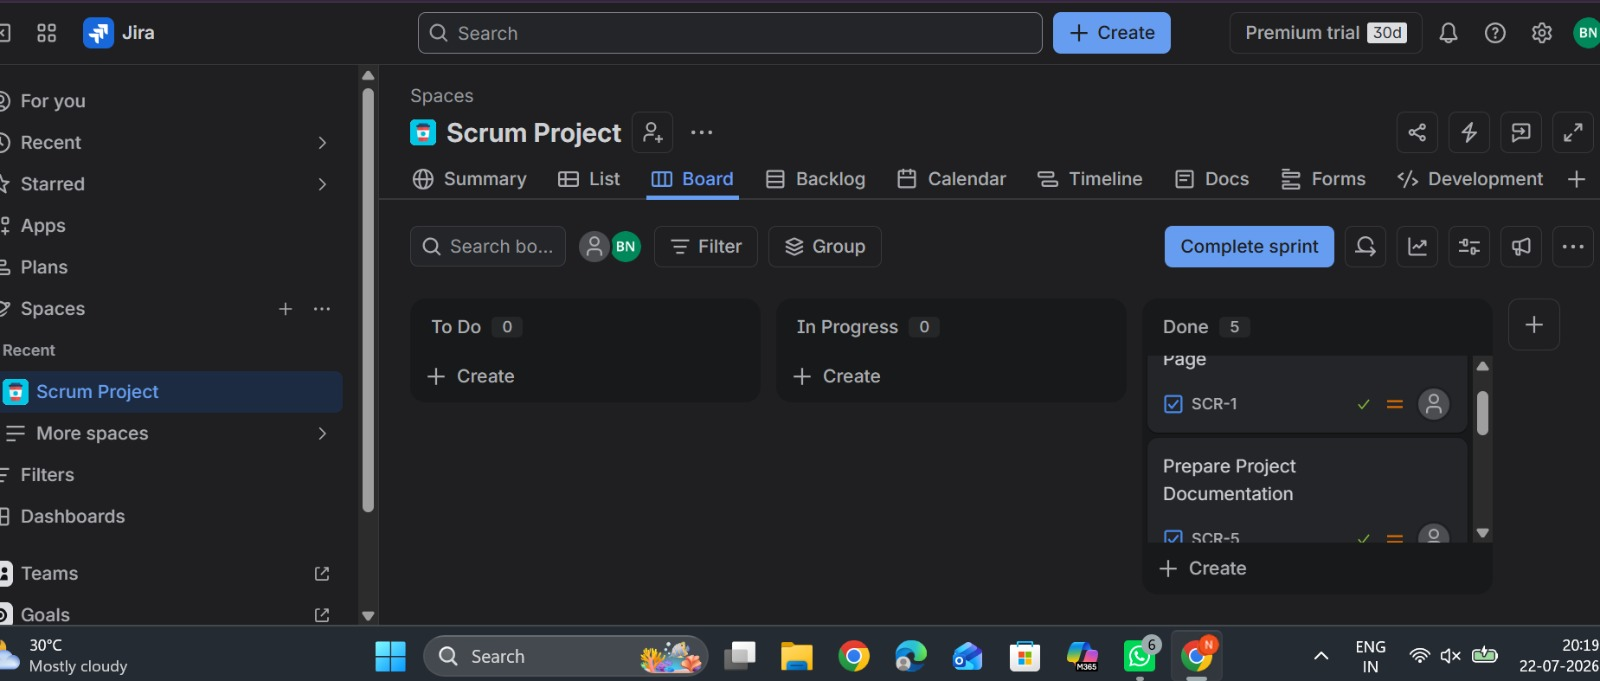 Jira
Search
+ Create
Premium trial 30d
BN
For you
Recent
Starred
Apps
Plans
Spaces
Recent
Scrum Project
More spaces
Filters
Dashboards
Teams
Goals
Spaces
Scrum Project
Summary
List
Board
Backlog
Calendar
Timeline
Docs
Forms
Development
Search bo...
BN
Filter
Group
Complete sprint
To Do 0
+ Create
In Progress 0
+ Create
Done 5
Page
SCR-1
Prepare Project
Documentation
SCR-5
+ Create
30°C
Mostly cloudy
Search
M365
6
N
ENG
IN
20:19
22-07-2026